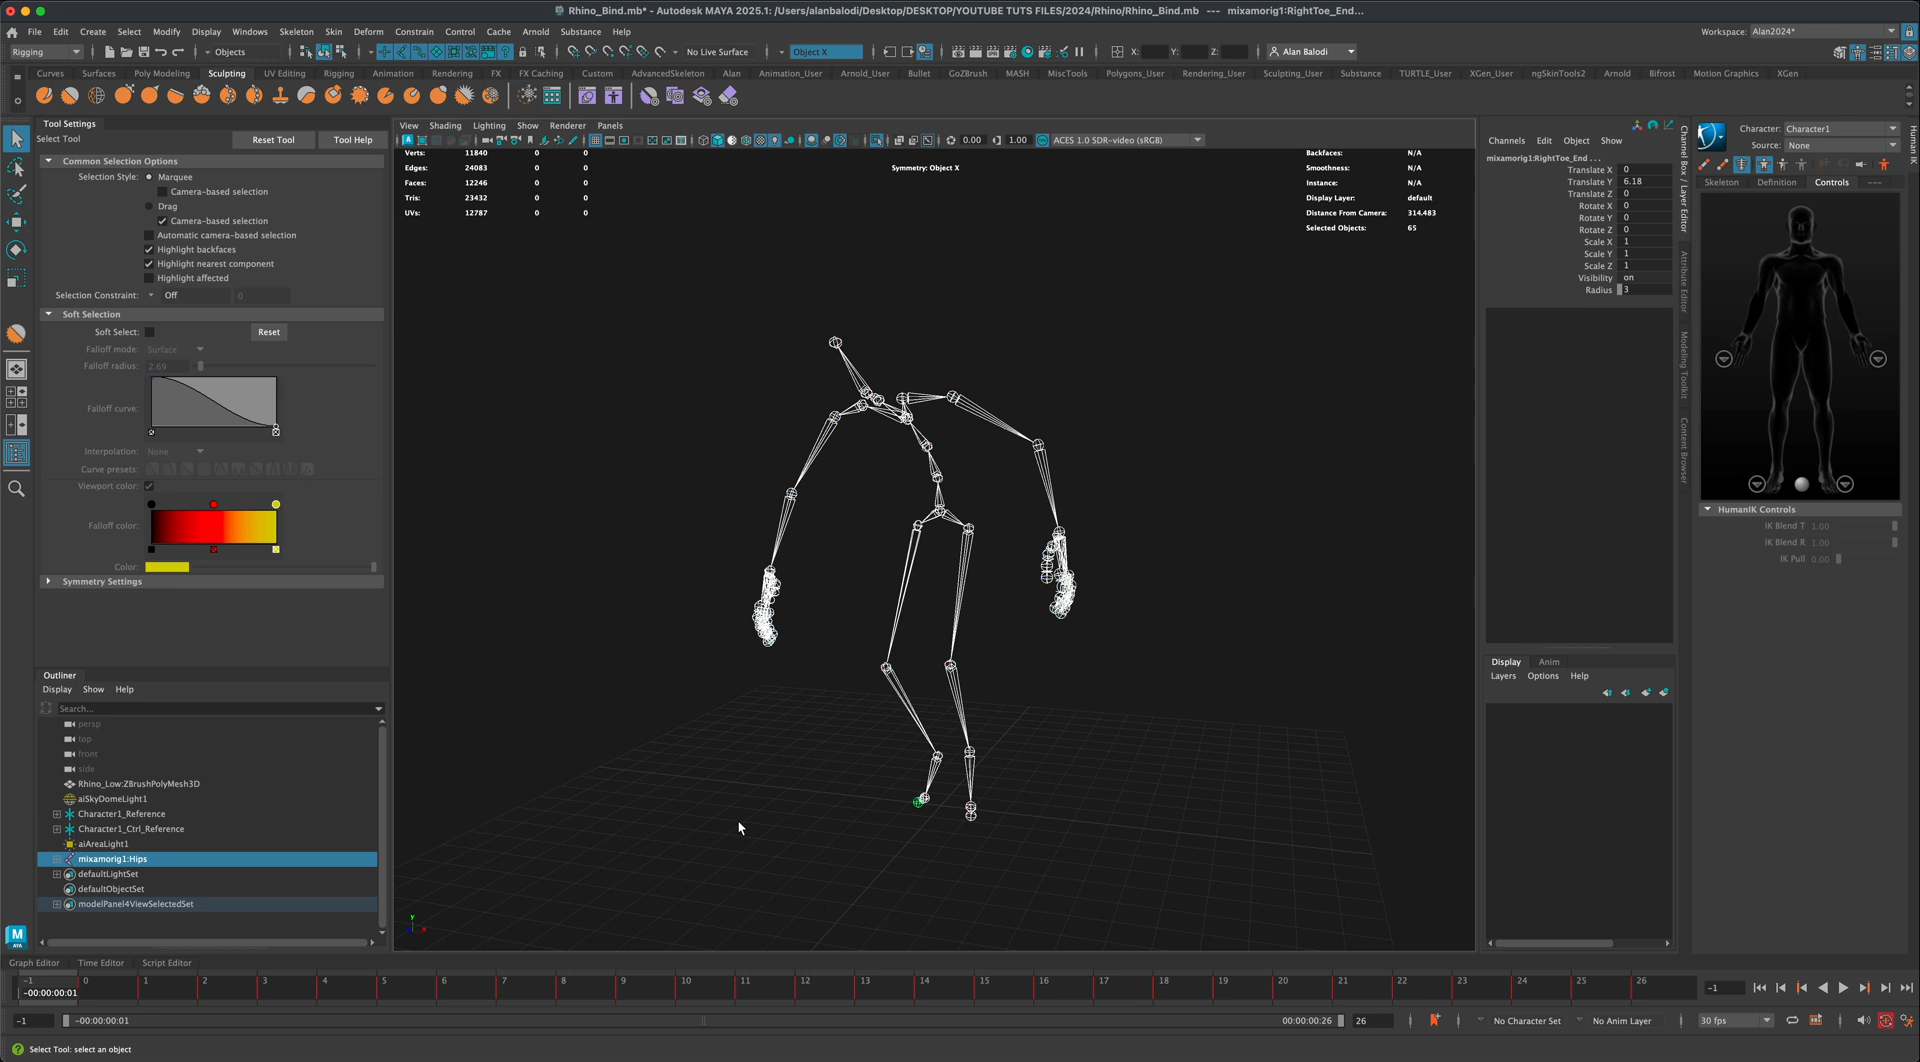 Rhino_Bind.mb* - Autodesk MAYA 2025.1: /Users/alanbalodi/Desktop/DESKTOP/YOUTUBE TUTS FILES/2024/Rhino/Rhino_Bind.mb --- mixamorig1:RightToe_End...
File Edit Create Select Modify Display Windows Skeleton Skin Deform Constrain Control Cache Arnold Substance Help
Workspace: Alan2024*
Rigging Objects No Live Surface Object X X: Y: Z: Alan Balodi
Curves Surfaces Poly Modeling Sculpting UV Editing Rigging Animation Rendering FX FX Caching Custom AdvancedSkeleton Alan Animation_User Arnold_User Bullet GoZBrush MASH MiscTools Polygons_User Rendering_User Sculpting_User Substance TURTLE_User XGen_User ngSkinTools2 Arnold Bifrost Motion Graphics XGen
Tool Settings
Select Tool Reset Tool Tool Help
Common Selection Options
Selection Style: Marquee
Camera-based selection
Drag
Camera-based selection
Automatic camera-based selection
Highlight backfaces
Highlight nearest component
Highlight affected
Selection Constraint: Off 0
Soft Selection
Soft Select: Reset
Falloff mode: Surface
Falloff radius: 2.69
Falloff curve:
Interpolation: None
Curve presets:
Viewport color:
Falloff color:
Color:
Symmetry Settings
Outliner
Display Show Help
Search...
persp
top
front
side
Rhino_Low:ZBrushPolyMesh3D
aiSkyDomeLight1
Character1_Reference
Character1_Ctrl_Reference
aiAreaLight1
mixamorig1:Hips
defaultLightSet
defaultObjectSet
modelPanel4ViewSelectedSet
View Shading Lighting Show Renderer Panels
0.00 1.00 ACES 1.0 SDR-video (sRGB)
Verts: 11840 0 0
Edges: 24083 0 0
Faces: 12246 0 0
Tris: 23432 0 0
UVs: 12787 0 0
Symmetry: Object X
Backfaces: N/A
Smoothness: N/A
Instance: N/A
Display Layer: default
Distance From Camera: 314.483
Selected Objects: 65
y
x
Channels Edit Object Show
mixamorig1:RightToe_End ...
Translate X 0
Translate Y 6.18
Translate Z 0
Rotate X 0
Rotate Y 0
Rotate Z 0
Scale X 1
Scale Y 1
Scale Z 1
Visibility on
Radius 3
Display Anim
Layers Options Help
Channel Box / Layer Editor
Attribute Editor
Modeling Toolkit
Content Browser
Character: Character1
Source: None
Human IK
Skeleton Definition Controls ---
HumanIK Controls
IK Blend T 1.00
IK Blend R 1.00
IK Pull 0.00
Graph Editor Time Editor Script Editor
-1 0 1 2 3 4 5 6 7 8 9 10 11 12 13 14 15 16 17 18 19 20 21 22 23 24 25 26
-00:00:00:01
-1
-1 -00:00:00:01 00:00:00:26 26 No Character Set No Anim Layer 30 fps
M
AYA
Select Tool: select an object